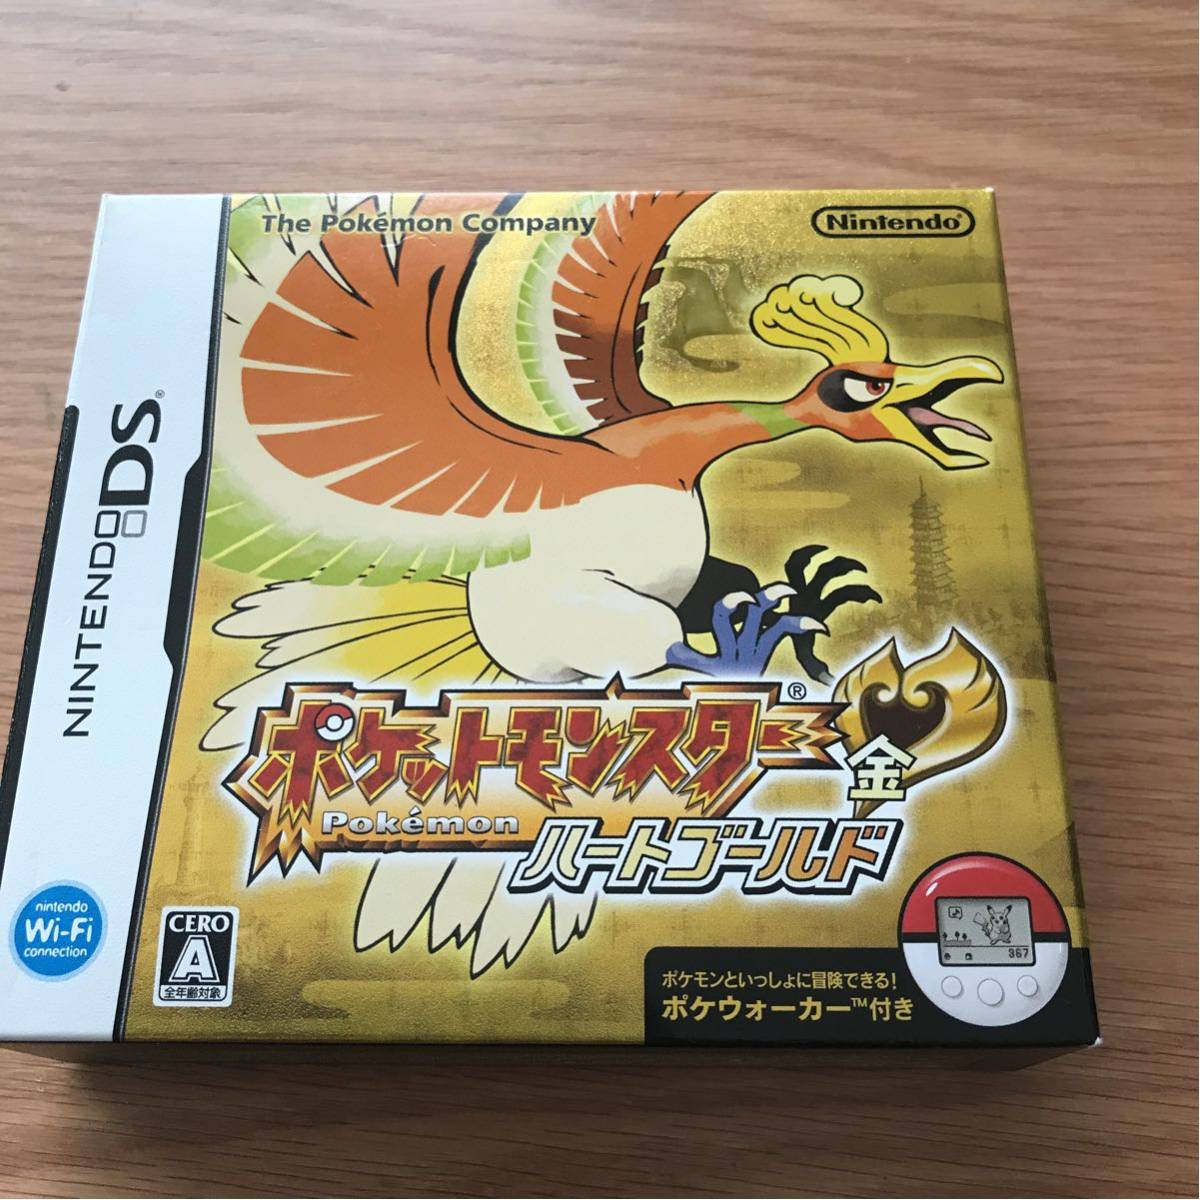 The Pokémon Company
Nintendo®
NINTENDO DS®
ポケットモンスター®
Pokémon
金
ハートゴールド
nintendo
Wi-Fi
connection
CERO
A
全年齢対象
367
ポケモンといっしょに冒険できる!
ポケウォーカー™付き